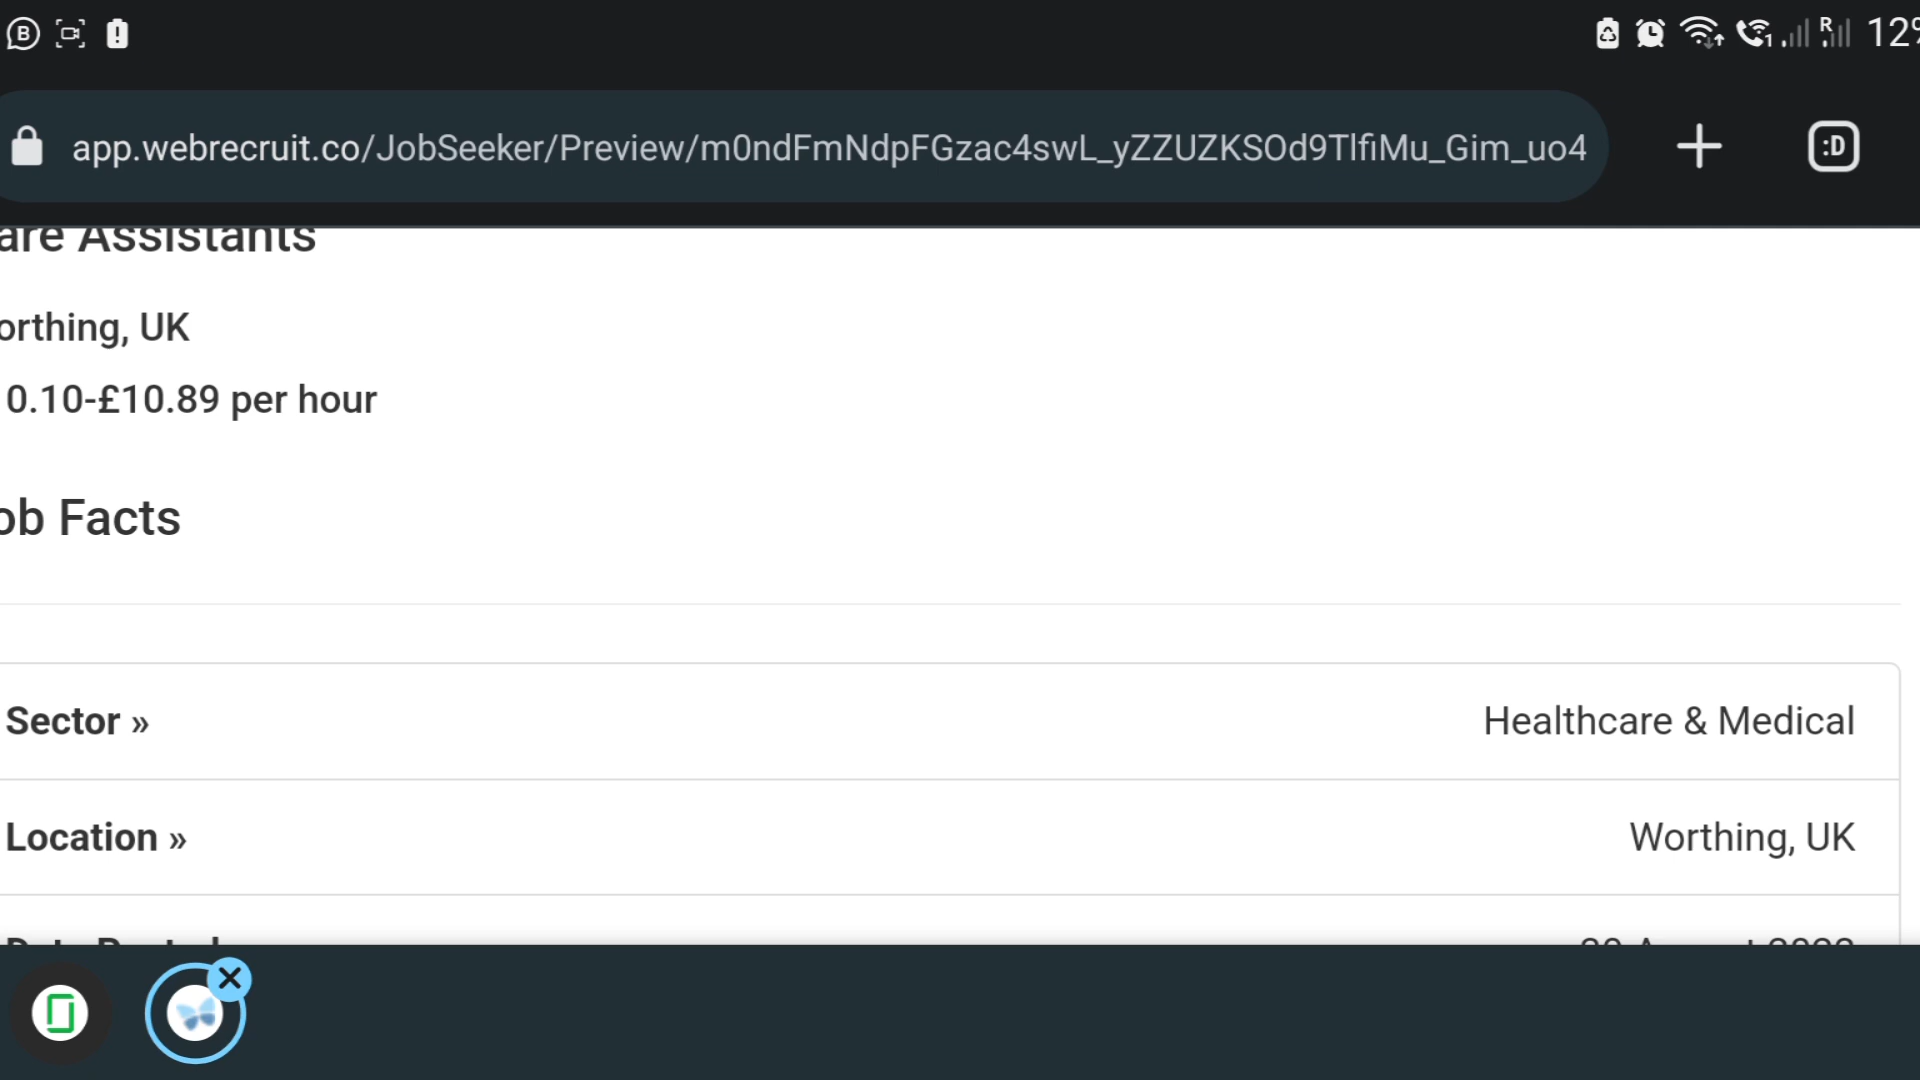 12%
app.webrecruit.co/JobSeeker/Preview/m0ndFmNdpFGzac4swL_yZZUZKSOd9TlfiMu_Gim_uo4
:D
are Assistants
orthing, UK
0.10-£10.89 per hour
ob Facts
Sector » Healthcare & Medical
Location » Worthing, UK